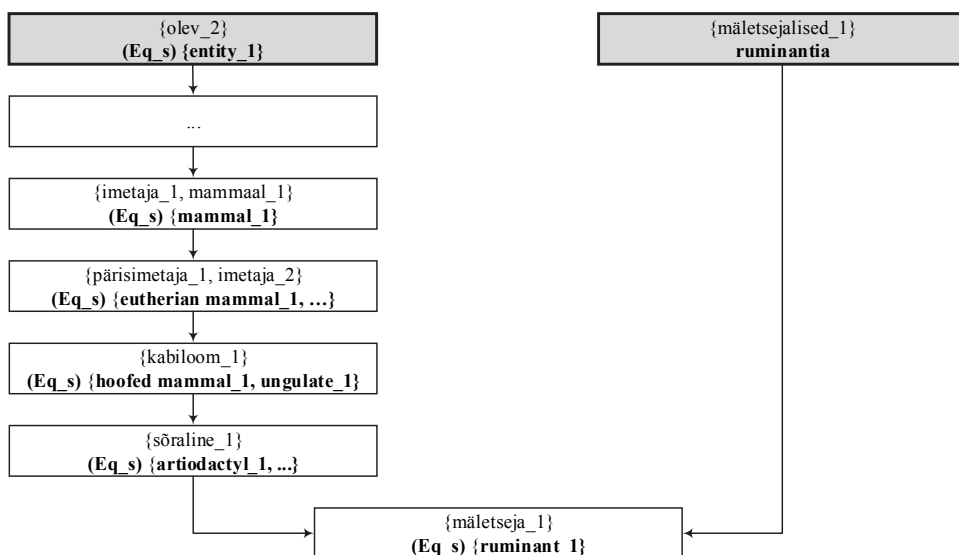 {olev_2}
(Eq_s) {entity_1}
{mäletsejalised_1}
ruminantia
...
{imetaja_1, mammaal_1}
(Eq_s) {mammal_1}
{pärisimetaja_1, imetaja_2}
(Eq_s) {eutherian mammal_1, …}
{kabiloom_1}
(Eq_s) {hoofed mammal_1, ungulate_1}
{sõraline_1}
(Eq_s) {artiodactyl_1, ...}
{mäletseja_1}
(Eq_s) {ruminant_1}